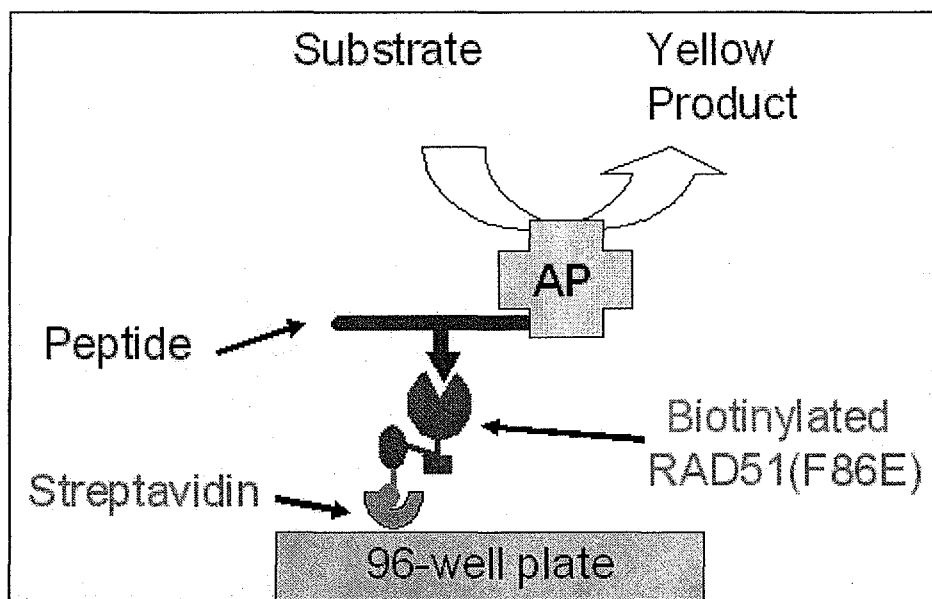 Substrate
Yellow
Product
AP
Peptide
Biotinylated
RAD51(F86E)
Streptavidin
96-well plate